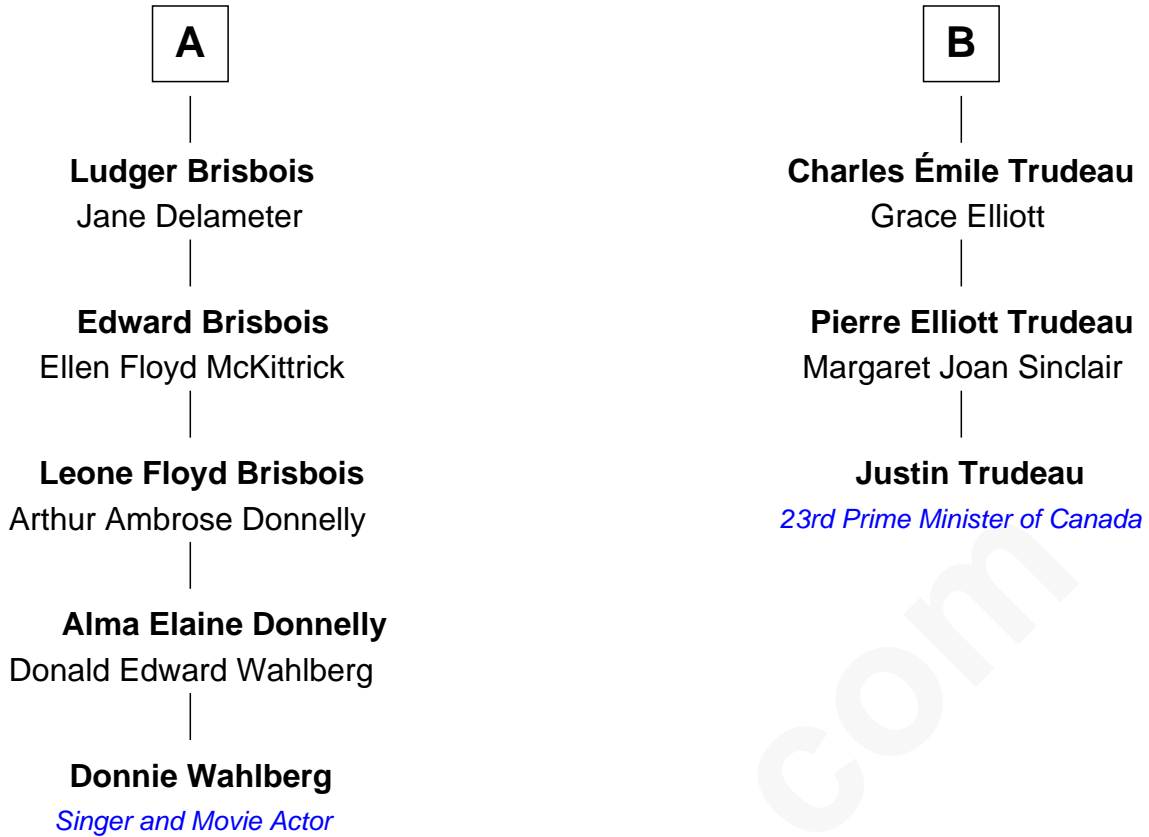 A
Ludger Brisbois
Jane Delameter
Edward Brisbois
Ellen Floyd McKittrick
Leone Floyd Brisbois
Arthur Ambrose Donnelly
Alma Elaine Donnelly
Donald Edward Wahlberg
Donnie Wahlberg
Singer and Movie Actor
B
Charles Émile Trudeau
Grace Elliott
Pierre Elliott Trudeau
Margaret Joan Sinclair
Justin Trudeau
23rd Prime Minister of Canada
com